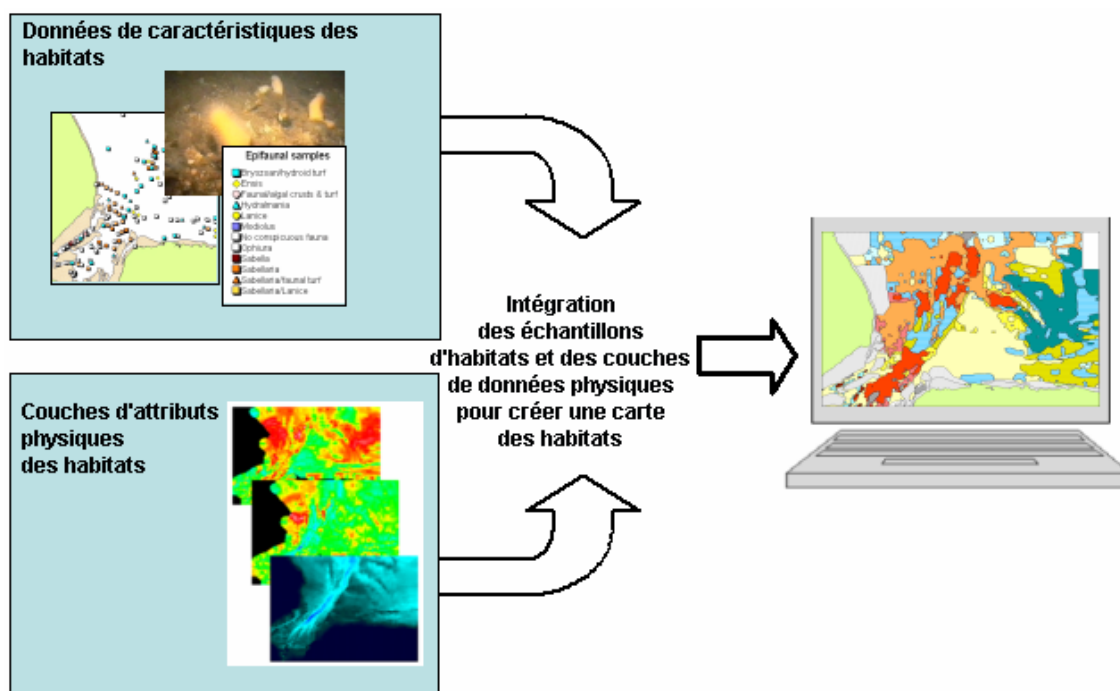 Données de caractéristiques des
habitats
Epifaunal samples
Bryszoan/hydroid turf
Ensis
Faunal/algal crusts & turf
Hydralmania
Lanice
Modiolus
No conspicuous fauna
Ophiura
Sabella
Sabellaria
Sabellaria/faunal turf
Sabellaria/Lanice
Intégration
des échantillons
d'habitats et des couches
de données physiques
pour créer une carte
des habitats
Couches d'attributs
physiques
des habitats